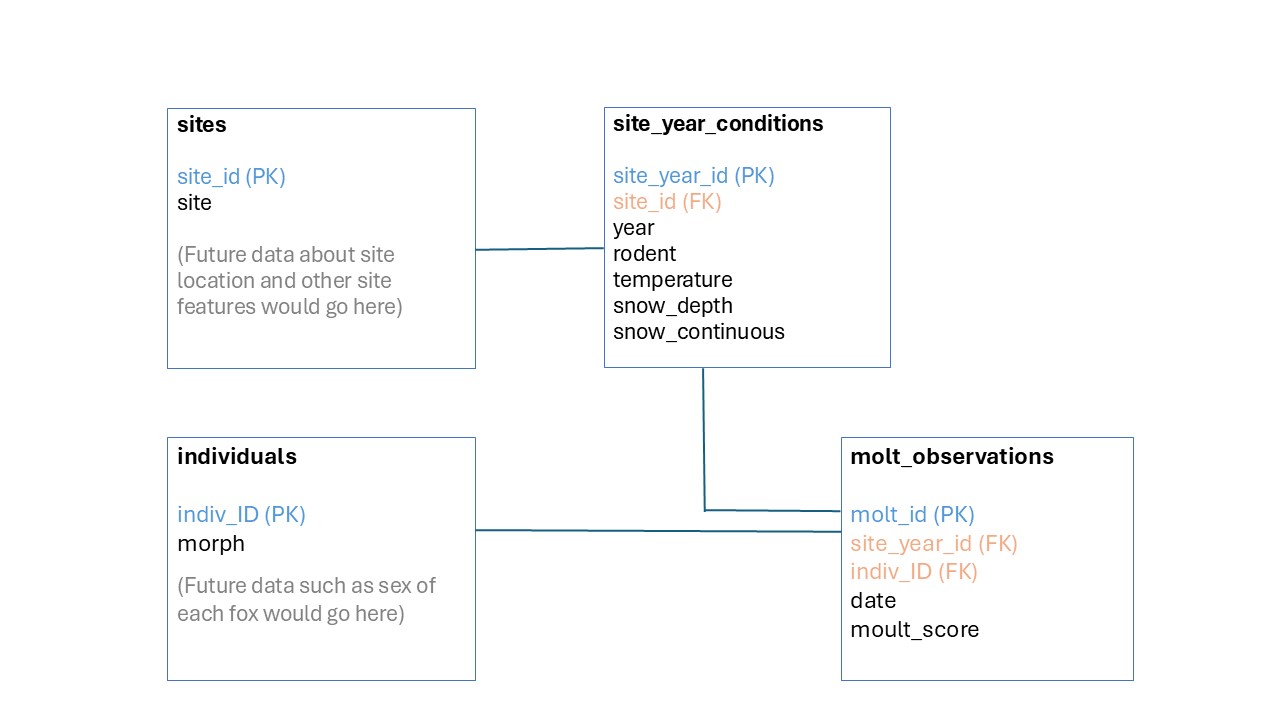 sites
site_id (PK)
site
(Future data about site
location and other site
features would go here)
site_year_conditions
site_year_id (PK)
site_id (FK)
year
rodent
temperature
snow_depth
snow_continuous
individuals
indiv_ID (PK)
morph
(Future data such as sex of
each fox would go here)
molt_observations
molt_id (PK)
site_year_id (FK)
indiv_ID (FK)
date
moult_score